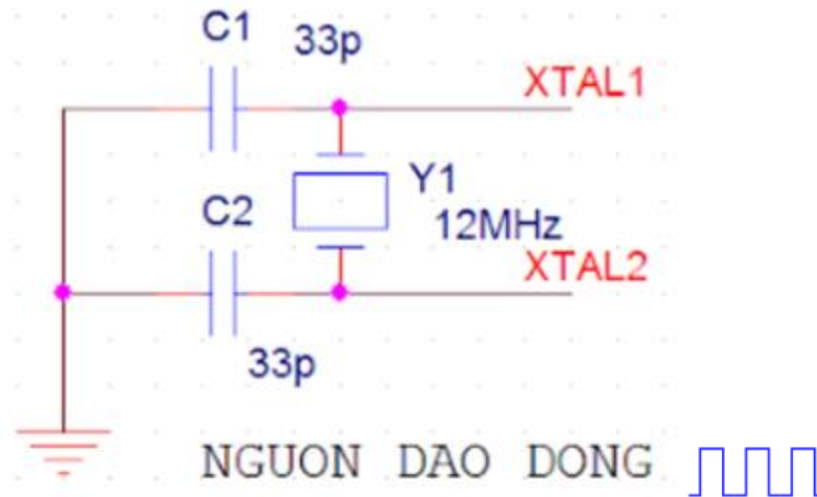 C1
33p
XTAL1
Y1
C2
12MHz
XTAL2
33p
NGUON DAO DONG